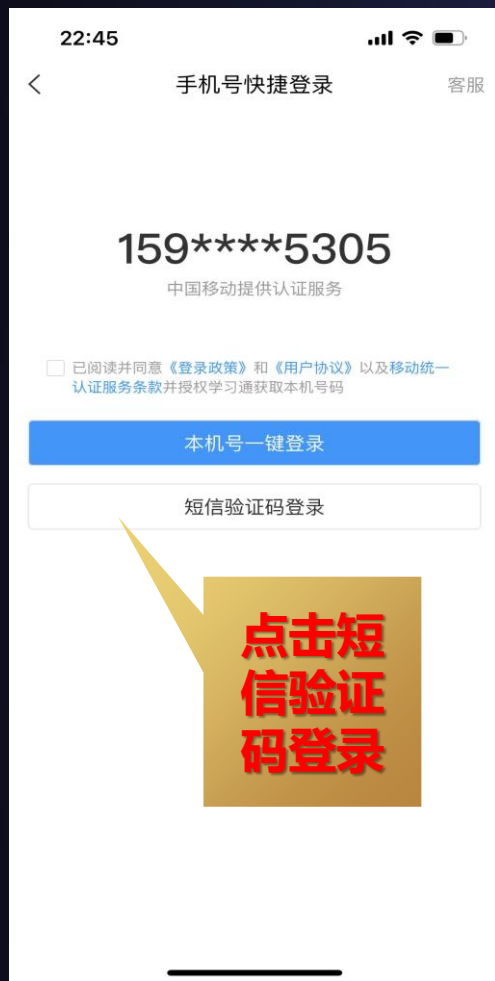 22:45
手机号快捷登录
客服
159****5305
中国移动提供认证服务
已阅读并同意《登录政策》和《用户协议》以及移动统一
认证服务条款并授权学习通获取本机号码
本机号一键登录
短信验证码登录
点击短
信验证
码登录